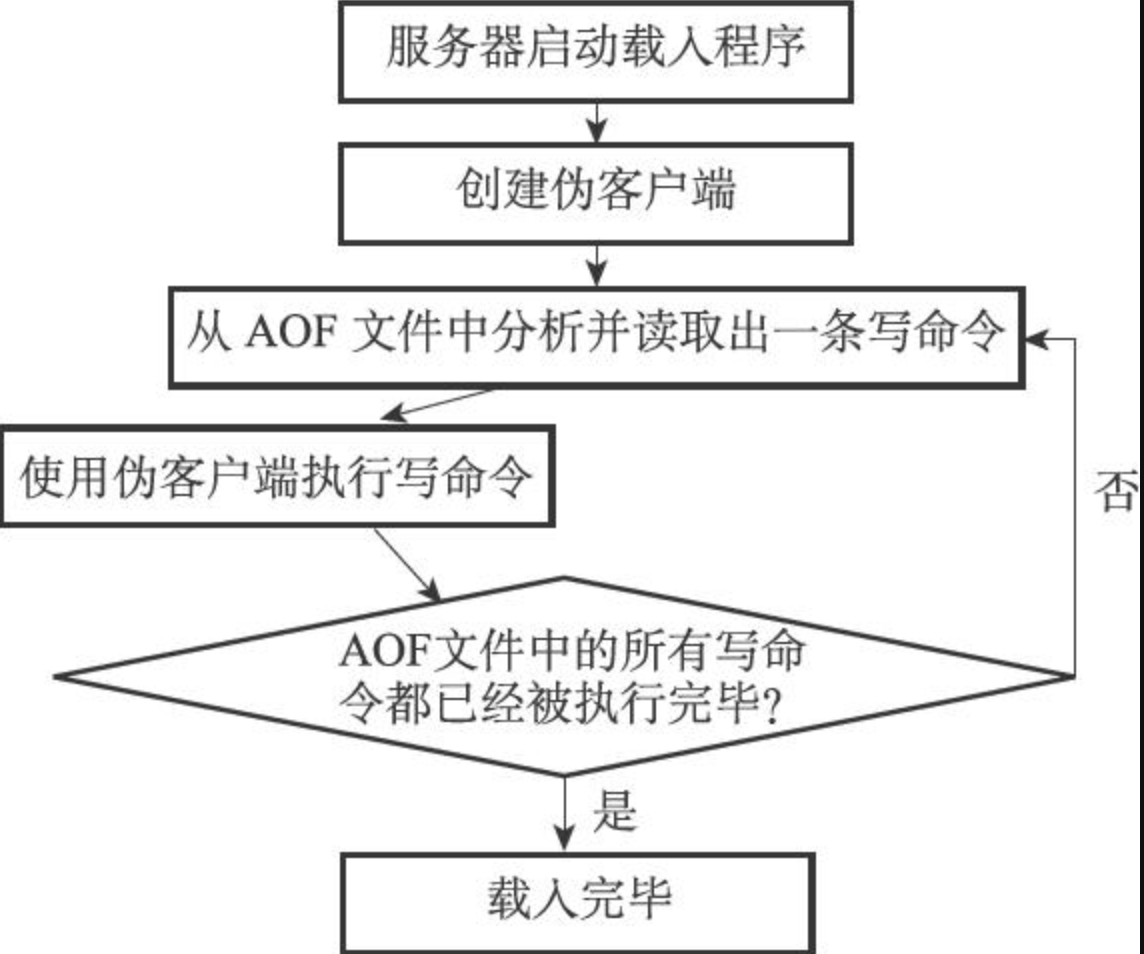 服务器启动载入程序
创建伪客户端
从 AOF 文件中分析并读取出一条写命令
使用伪客户端执行写命令
否
AOF文件中的所有写命
令都已经被执行完毕?
是
载入完毕